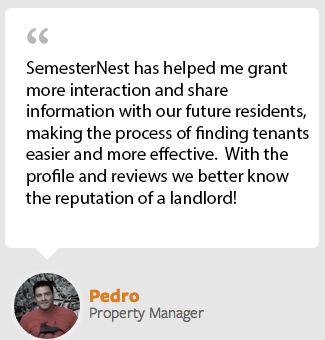 “
SemesterNest has helped me grant
more interaction and share
information with our future residents,
making the process of finding tenants
easier and more effective.  With the
profile and reviews we better know
the reputation of a landlord!
Pedro
Property Manager